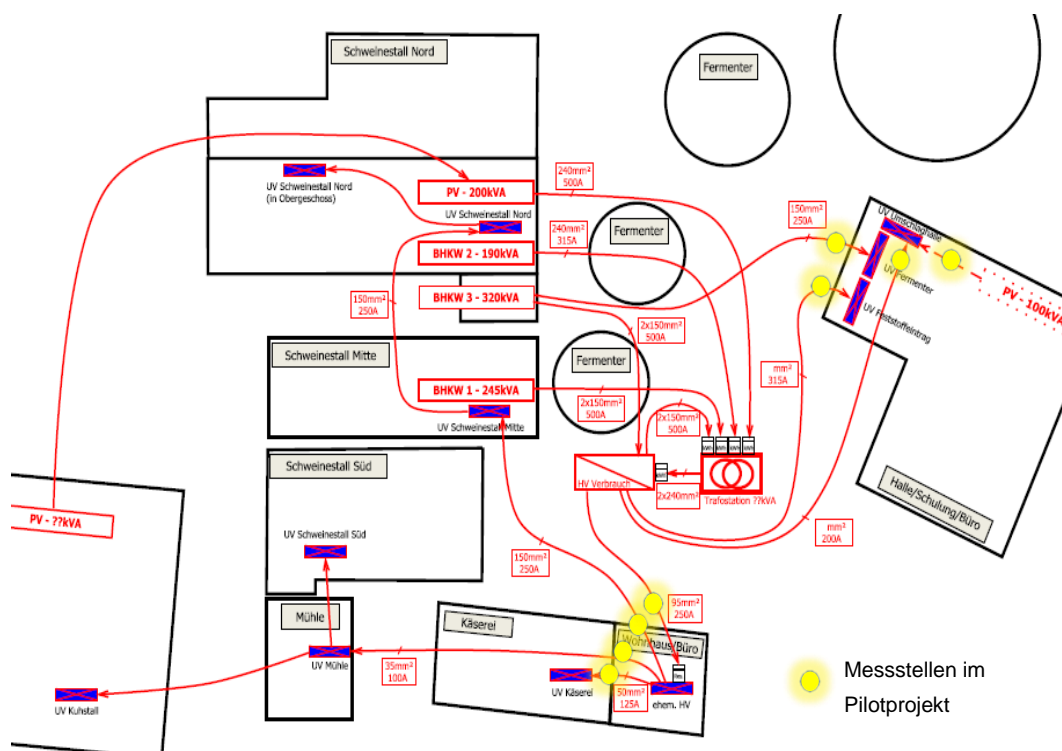 Schweinestall Nord
Fermenter
UV Schweinestall Nord
(in Obergeschoss)
PV - 200kVA
240mm²
500A
UV Schweinestall Nord
240mm²
315A
BHKW 2 - 190kVA
Fermenter
150mm²
250A
UV Umschlaghalle
UV Fermenter
PV - 100kVA
UV Feststoffeintrag
150mm²
250A
BHKW 3 - 320kVA
2x150mm²
500A
Schweinestall Mitte
Fermenter
mm²
315A
BHKW 1 - 245kVA
2x150mm²
500A
2x150mm²
500A
UV Schweinestall Mitte
Schweinestall Süd
HV Verbrauch
2x240mm²
Trafostation ??kVA
Halle/Schulung/Büro
PV - ??kVA
mm²
200A
UV Schweinestall Süd
150mm²
250A
95mm²
250A
Mühle
Käserei
Wohnhaus/Büro
UV Mühle
35mm²
100A
UV Käserei
50mm²
125A
ehem. HV
UV Kuhstall
Messstellen im
Pilotprojekt